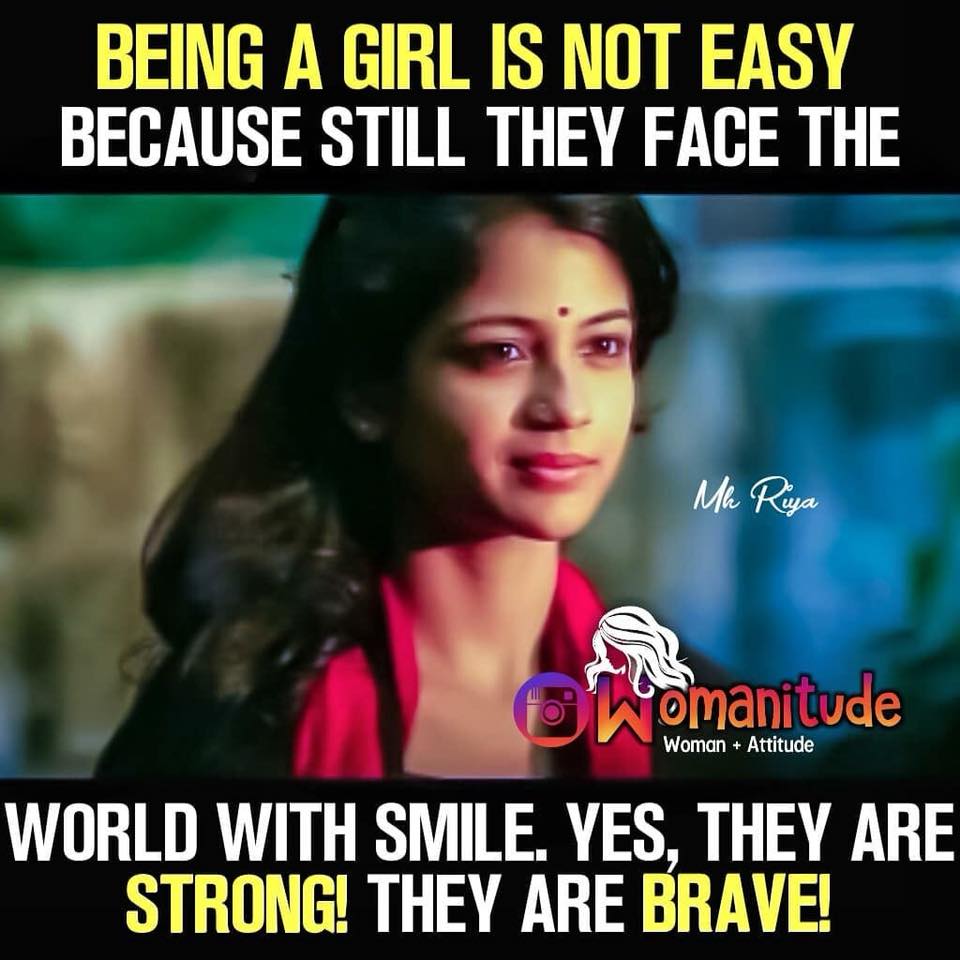 BEING A GIRL IS NOT EASY
BECAUSE STILL THEY FACE THE
Mk Riya
Womanitude
Woman + Attitude
WORLD WITH SMILE. YES, THEY ARE
STRONG! THEY ARE BRAVE!